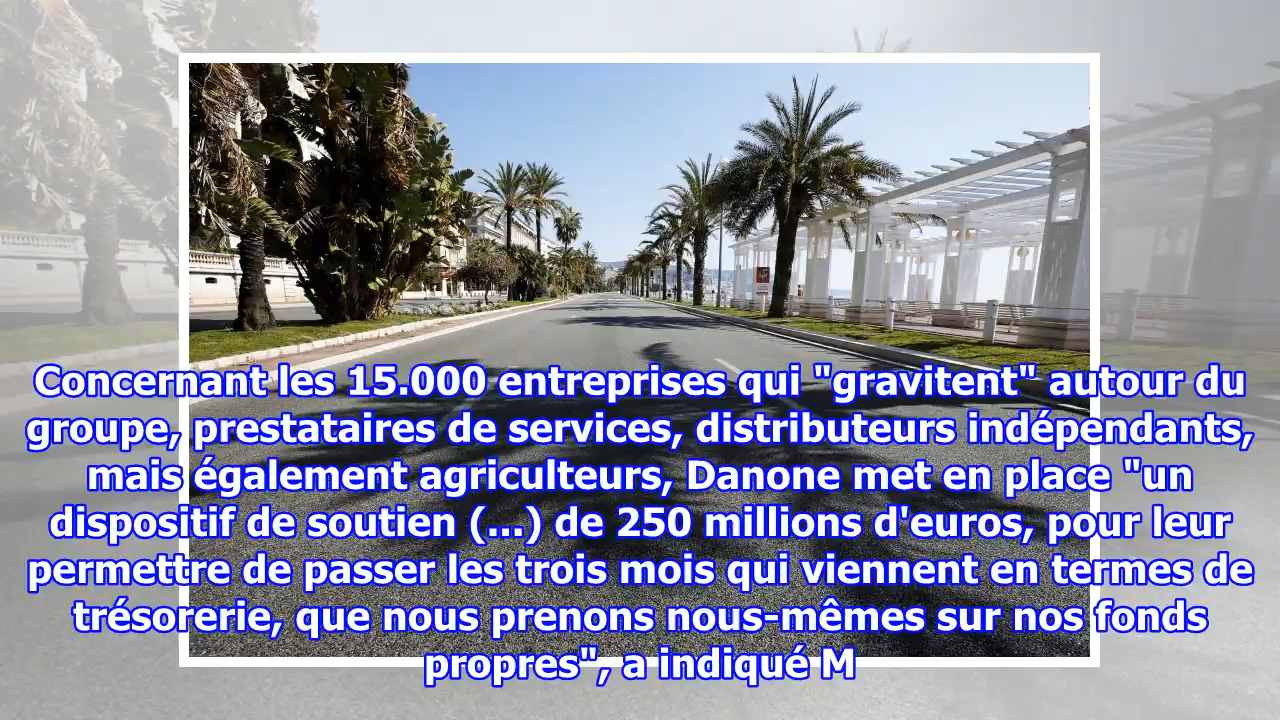 Concernant les 15.000 entreprises qui "gravitent" autour du
groupe, prestataires de services, distributeurs indépendants,
mais également agriculteurs, Danone met en place "un
dispositif de soutien (...) de 250 millions d'euros, pour leur
permettre de passer les trois mois qui viennent en termes de
trésorerie, que nous prenons nous-mêmes sur nos fonds
propres", a indiqué M